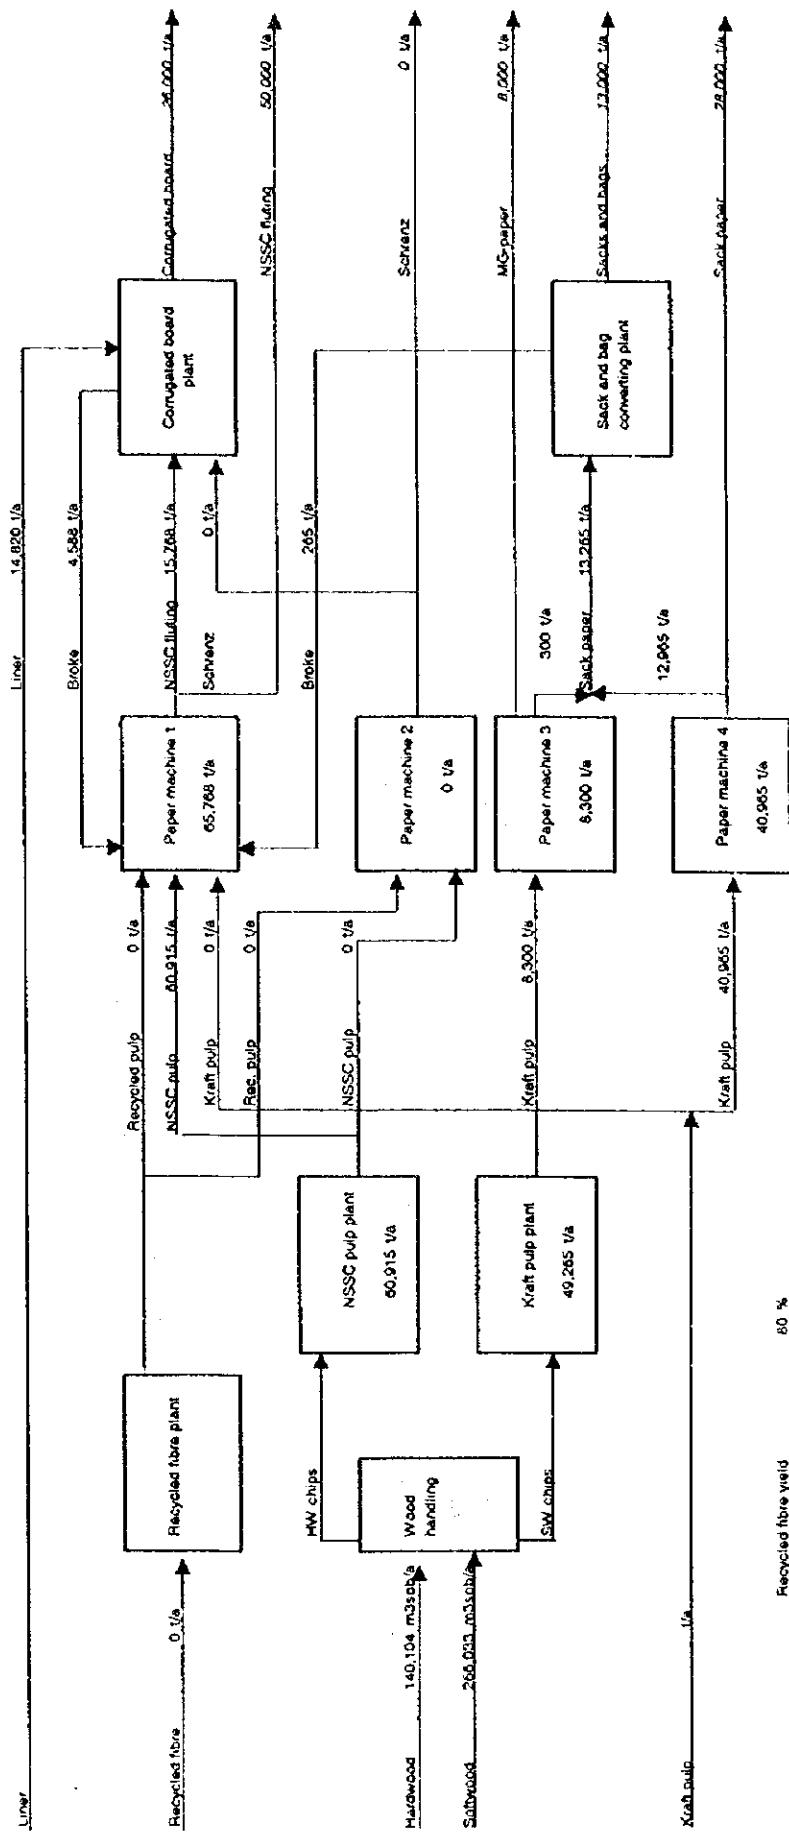 Liner
14,820 t/a
Liner
Broke
4,588 t/a
Corrugated board
plant
Corrugated board
26,000 t/a
Recycled fibre
0 t/a
Recycled fibre plant
Recycled pulp
0 t/a
NSSC pulp
60,915 t/a
Kraft pulp
0 t/a
Rec. pulp
0 t/a
NSSC pulp
0 t/a
Paper machine 1
65,768 t/a
NSSC fluting
15,768 t/a
Schrenz
0 t/a
NSSC fluting
50,000 t/a
Broke
265 t/a
Hardwood
140,104 m3sob/a
Softwood
266,033 m3sob/a
Wood
handling
HW chips
SW chips
NSSC pulp plant
60,915 t/a
Kraft pulp plant
49,265 t/a
Paper machine 2
0 t/a
Schrenz
0 t/a
Kraft pulp
8,300 t/a
Paper machine 3
8,300 t/a
MG-paper
8,000 t/a
300 t/a
Sack paper
13,265 t/a
12,965 t/a
Sack and bag
converting plant
Sacks and bags
13,000 t/a
Kraft pulp
t/a
Kraft pulp
40,965 t/a
Paper machine 4
40,965 t/a
Sack paper
28,000 t/a
Recycled fibre yield
80 %